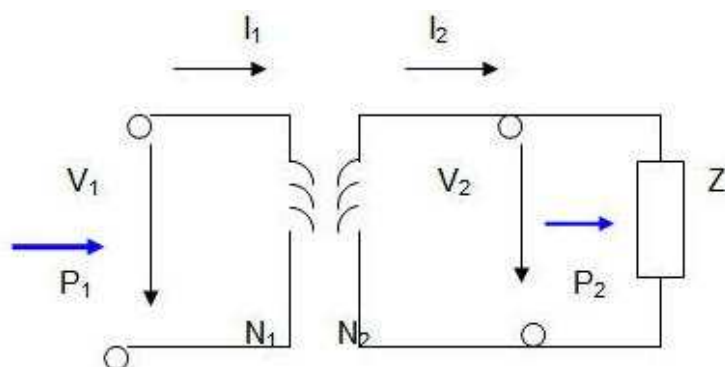 I₁ I₂
V₁ V₂ Z
P₁ P₂
N₁ N₂